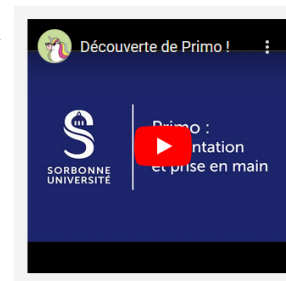 Découverte de Primo !
SORBONNE
UNIVERSITÉ
Primo :
et prise en main